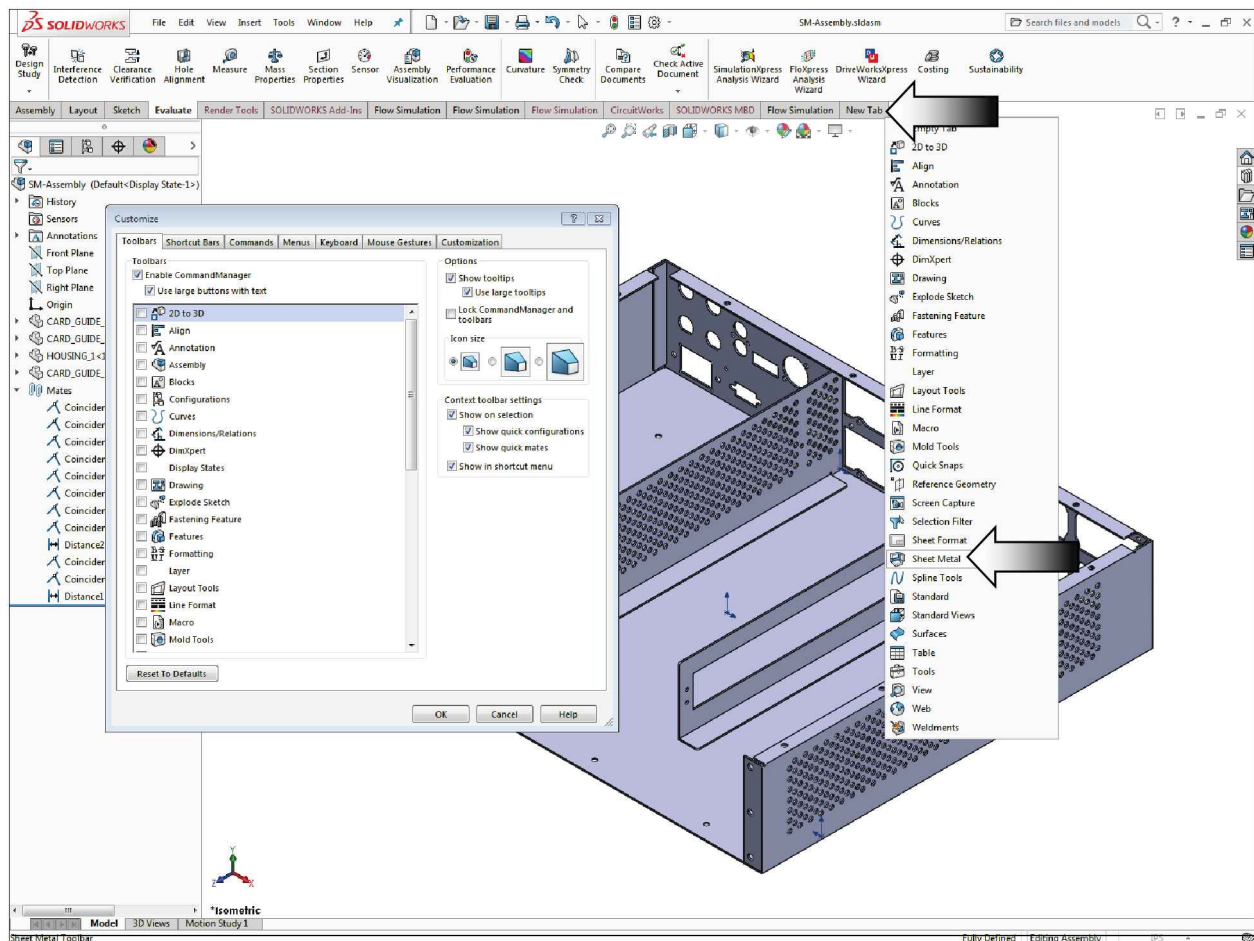 SOLIDWORKS File Edit View Insert Tools Window Help SM-Assembly.sldasm Search files and models ?
Design Study
Interference Detection
Clearance Verification
Hole Alignment
Measure
Mass Properties
Section Properties
Sensor
Assembly Visualization
Performance Evaluation
Curvature
Symmetry Check
Compare Documents
Check Active Document
SimulationXpress Analysis Wizard
FloXpress Analysis Wizard
DriveWorksXpress Wizard
Costing
Sustainability
Assembly Layout Sketch Evaluate Render Tools SOLIDWORKS Add-Ins Flow Simulation Flow Simulation Flow Simulation CircuitWorks SOLIDWORKS MBD Flow Simulation New Tab
SM-Assembly (Default<Display State-1>)
History
Sensors
Annotations
Front Plane
Top Plane
Right Plane
Origin
CARD_GUIDE_
CARD_GUIDE_
HOUSING_1<1
CARD_GUIDE_
Mates
Coinciden
Coinciden
Coinciden
Coinciden
Coinciden
Coinciden
Coinciden
Coinciden
Distance2
Coinciden
Coinciden
Distance1
Customize
Toolbars Shortcut Bars Commands Menus Keyboard Mouse Gestures Customization
Toolbars
Enable CommandManager
Use large buttons with text
2D to 3D
Align
Annotation
Assembly
Blocks
Configurations
Curves
Dimensions/Relations
DimXpert
Display States
Drawing
Explode Sketch
Fastening Feature
Features
Formatting
Layer
Layout Tools
Line Format
Macro
Mold Tools
Options
Show tooltips
Use large tooltips
Lock CommandManager and toolbars
Icon size
Context toolbar settings
Show on selection
Show quick configurations
Show quick mates
Show in shortcut menu
Reset To Defaults
OK Cancel Help
Empty Tab
2D to 3D
Align
Annotation
Blocks
Curves
Dimensions/Relations
DimXpert
Drawing
Explode Sketch
Fastening Feature
Features
Formatting
Layer
Layout Tools
Line Format
Macro
Mold Tools
Quick Snaps
Reference Geometry
Screen Capture
Selection Filter
Sheet Format
Sheet Metal
Spline Tools
Standard
Standard Views
Surfaces
Table
Tools
View
Web
Weldments
Y
Z X
*Isometric
Model 3D Views Motion Study 1
Sheet Metal Toolbar Fully Defined Editing Assembly IPS